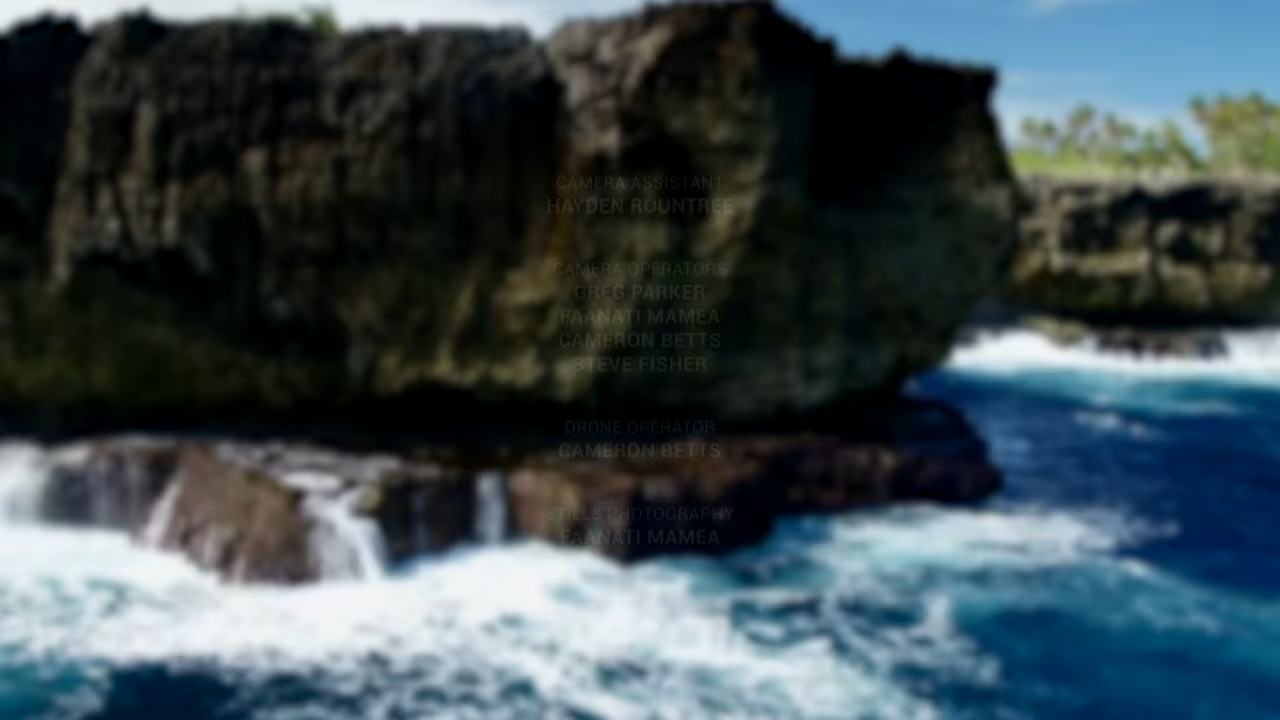 CAMERA ASSISTANT
HAYDEN ROUNTREE
CAMERA OPERATORS
GREG PARKER
FAANATI MAMEA
CAMERON BETTS
STEVE FISHER
DRONE OPERATOR
CAMERON BETTS
STILLS PHOTOGRAPHY
FAANATI MAMEA